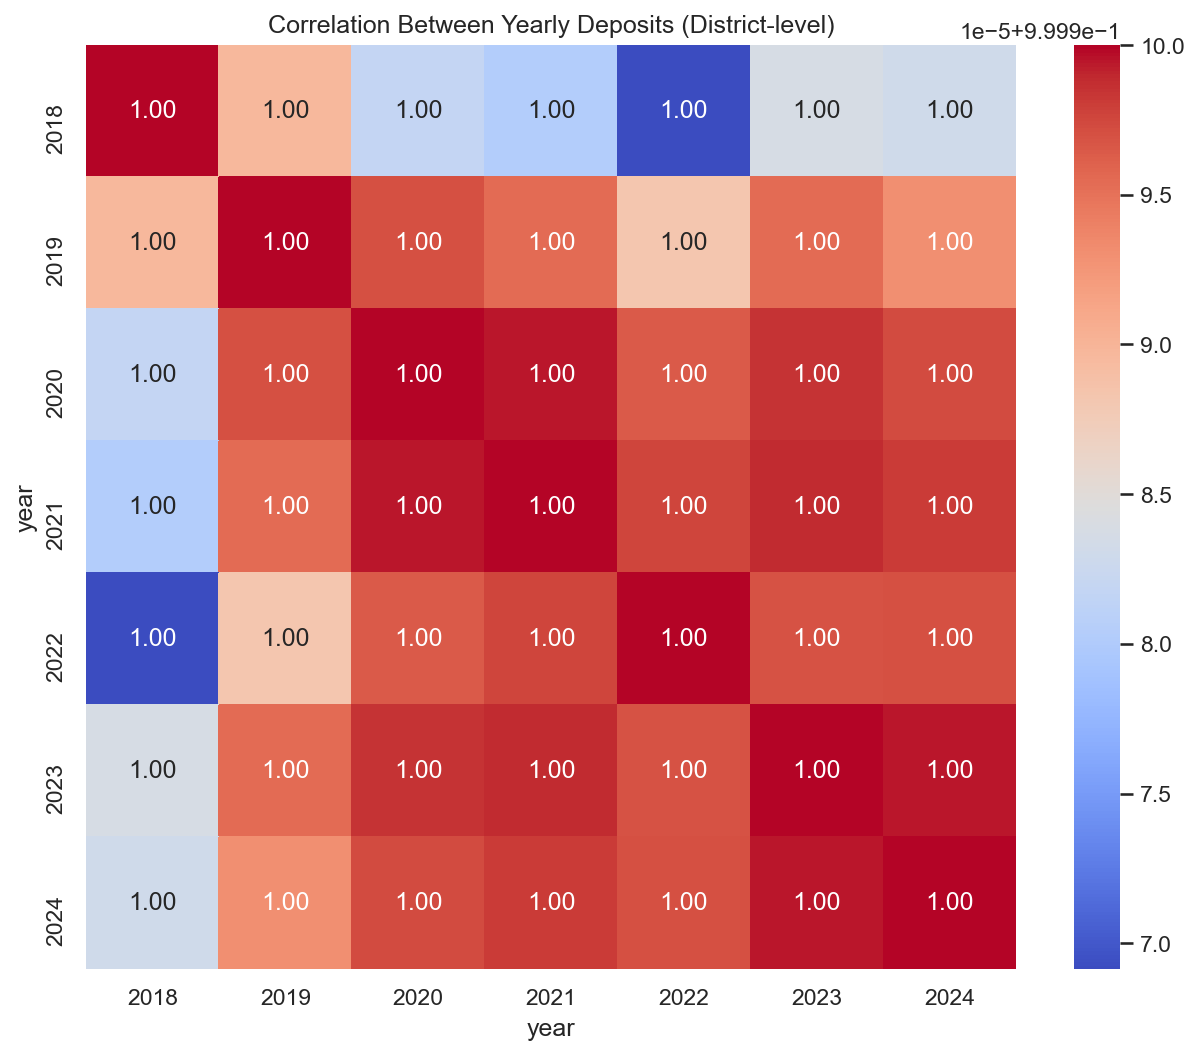 Correlation Between Yearly Deposits (District-level)
1e−5+9.999e−1
2018 1.00 1.00 1.00 1.00 1.00 1.00 1.00
2019 1.00 1.00 1.00 1.00 1.00 1.00 1.00
2020 1.00 1.00 1.00 1.00 1.00 1.00 1.00
2021 1.00 1.00 1.00 1.00 1.00 1.00 1.00
2022 1.00 1.00 1.00 1.00 1.00 1.00 1.00
2023 1.00 1.00 1.00 1.00 1.00 1.00 1.00
2024 1.00 1.00 1.00 1.00 1.00 1.00 1.00
year
2018 2019 2020 2021 2022 2023 2024
year
10.0
9.5
9.0
8.5
8.0
7.5
7.0